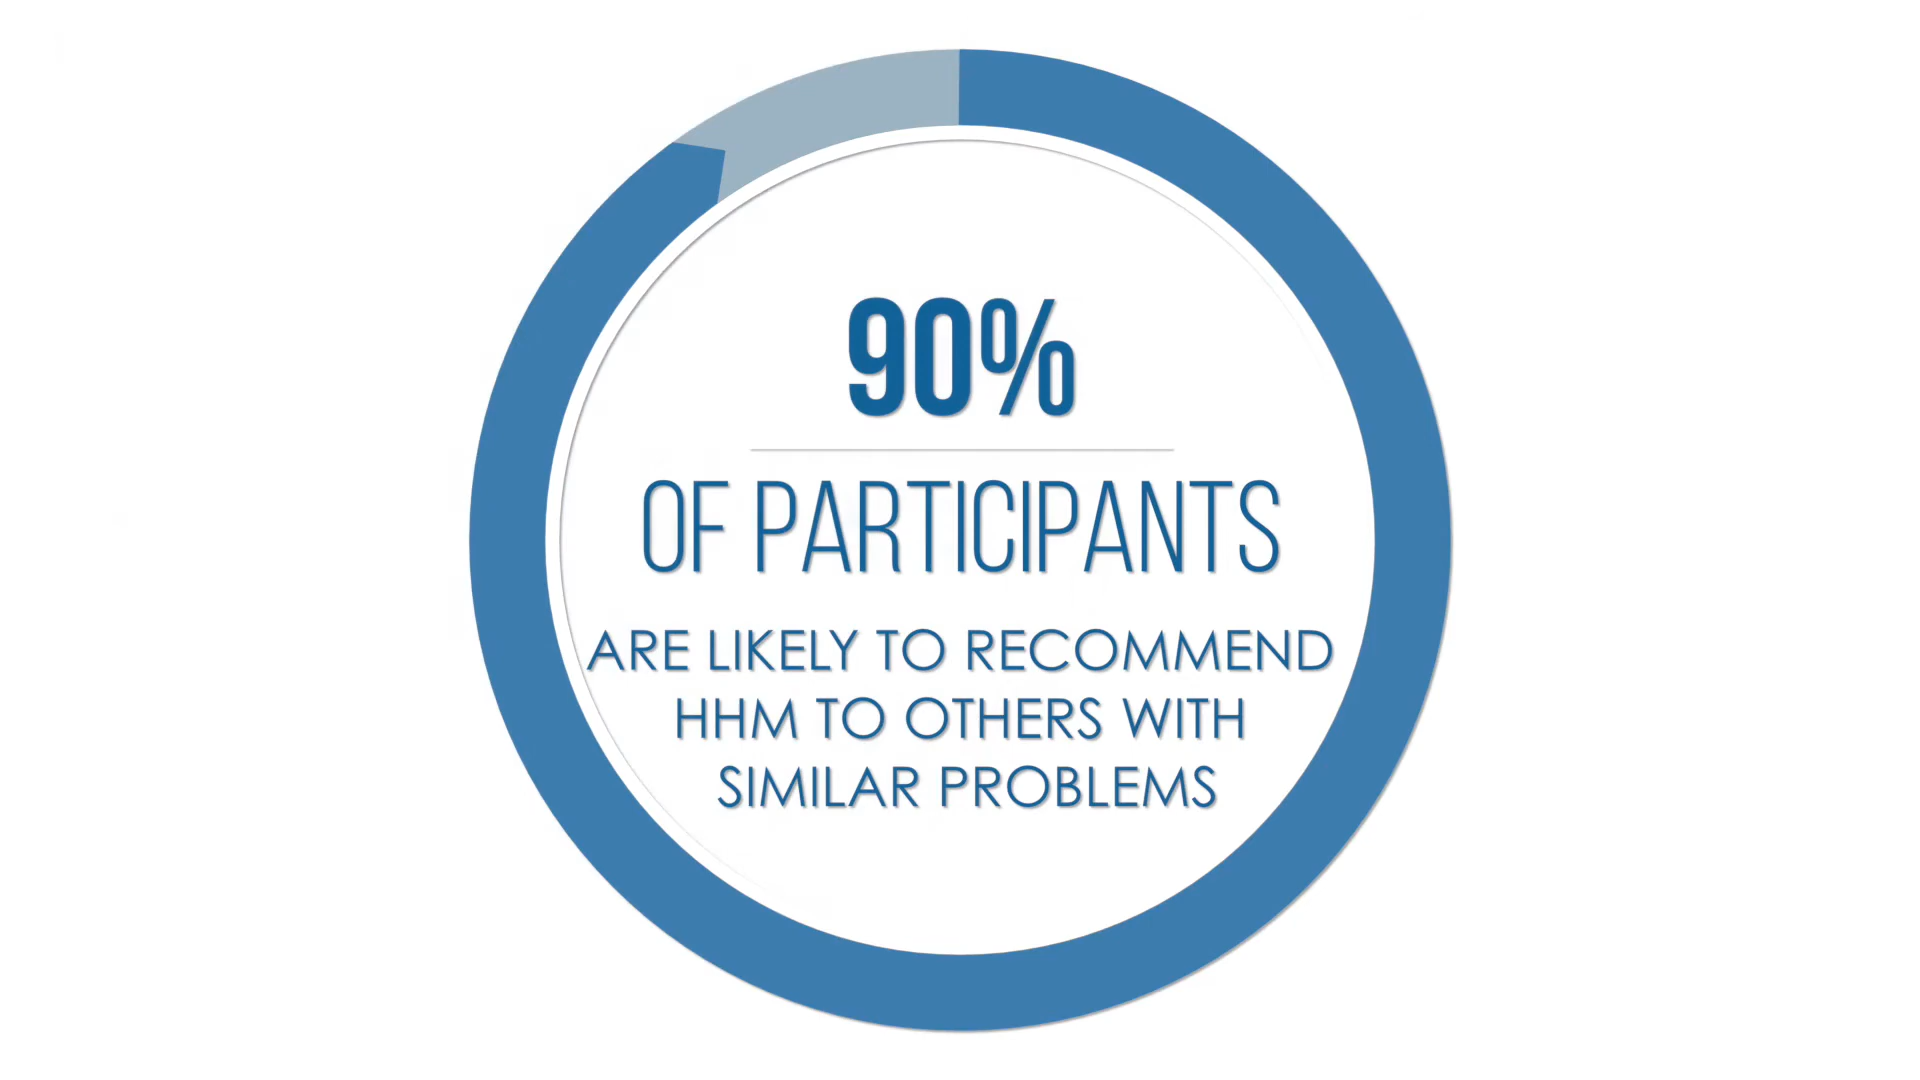 90%
OF PARTICIPANTS
ARE LIKELY TO RECOMMEND
HHM TO OTHERS WITH
SIMILAR PROBLEMS